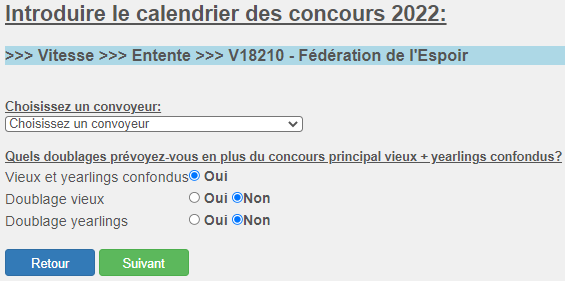 Introduire le calendrier des concours 2022:
>>> Vitesse >>> Entente >>> V18210 - Fédération de l'Espoir
Choisissez un convoyeur:
Choisissez un convoyeur
Quels doublages prévoyez-vous en plus du concours principal vieux + yearlings confondus?
Vieux et yearlings confondus Oui
Doublage vieux Oui Non
Doublage yearlings Oui Non
Retour Suivant